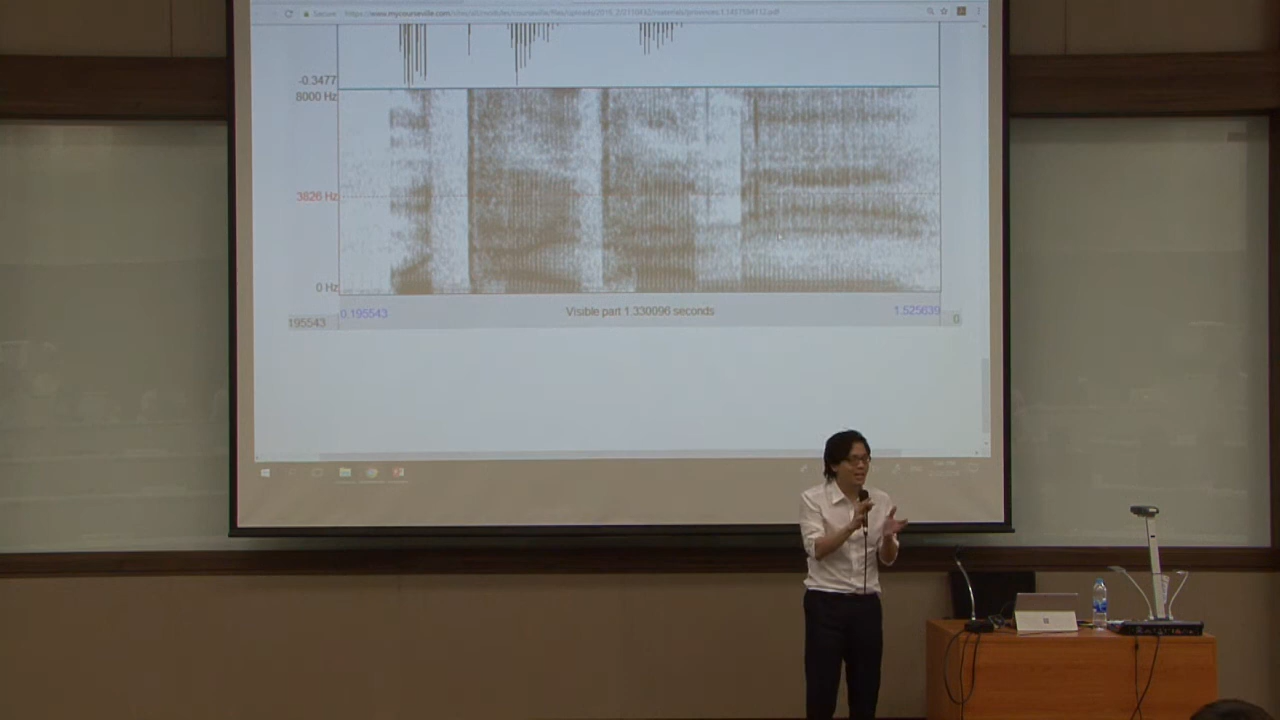 Secure
-0.3477
8000 Hz
3826 Hz
0 Hz
0.195543 Visible part 1.330096 seconds 1.525639
195543 0